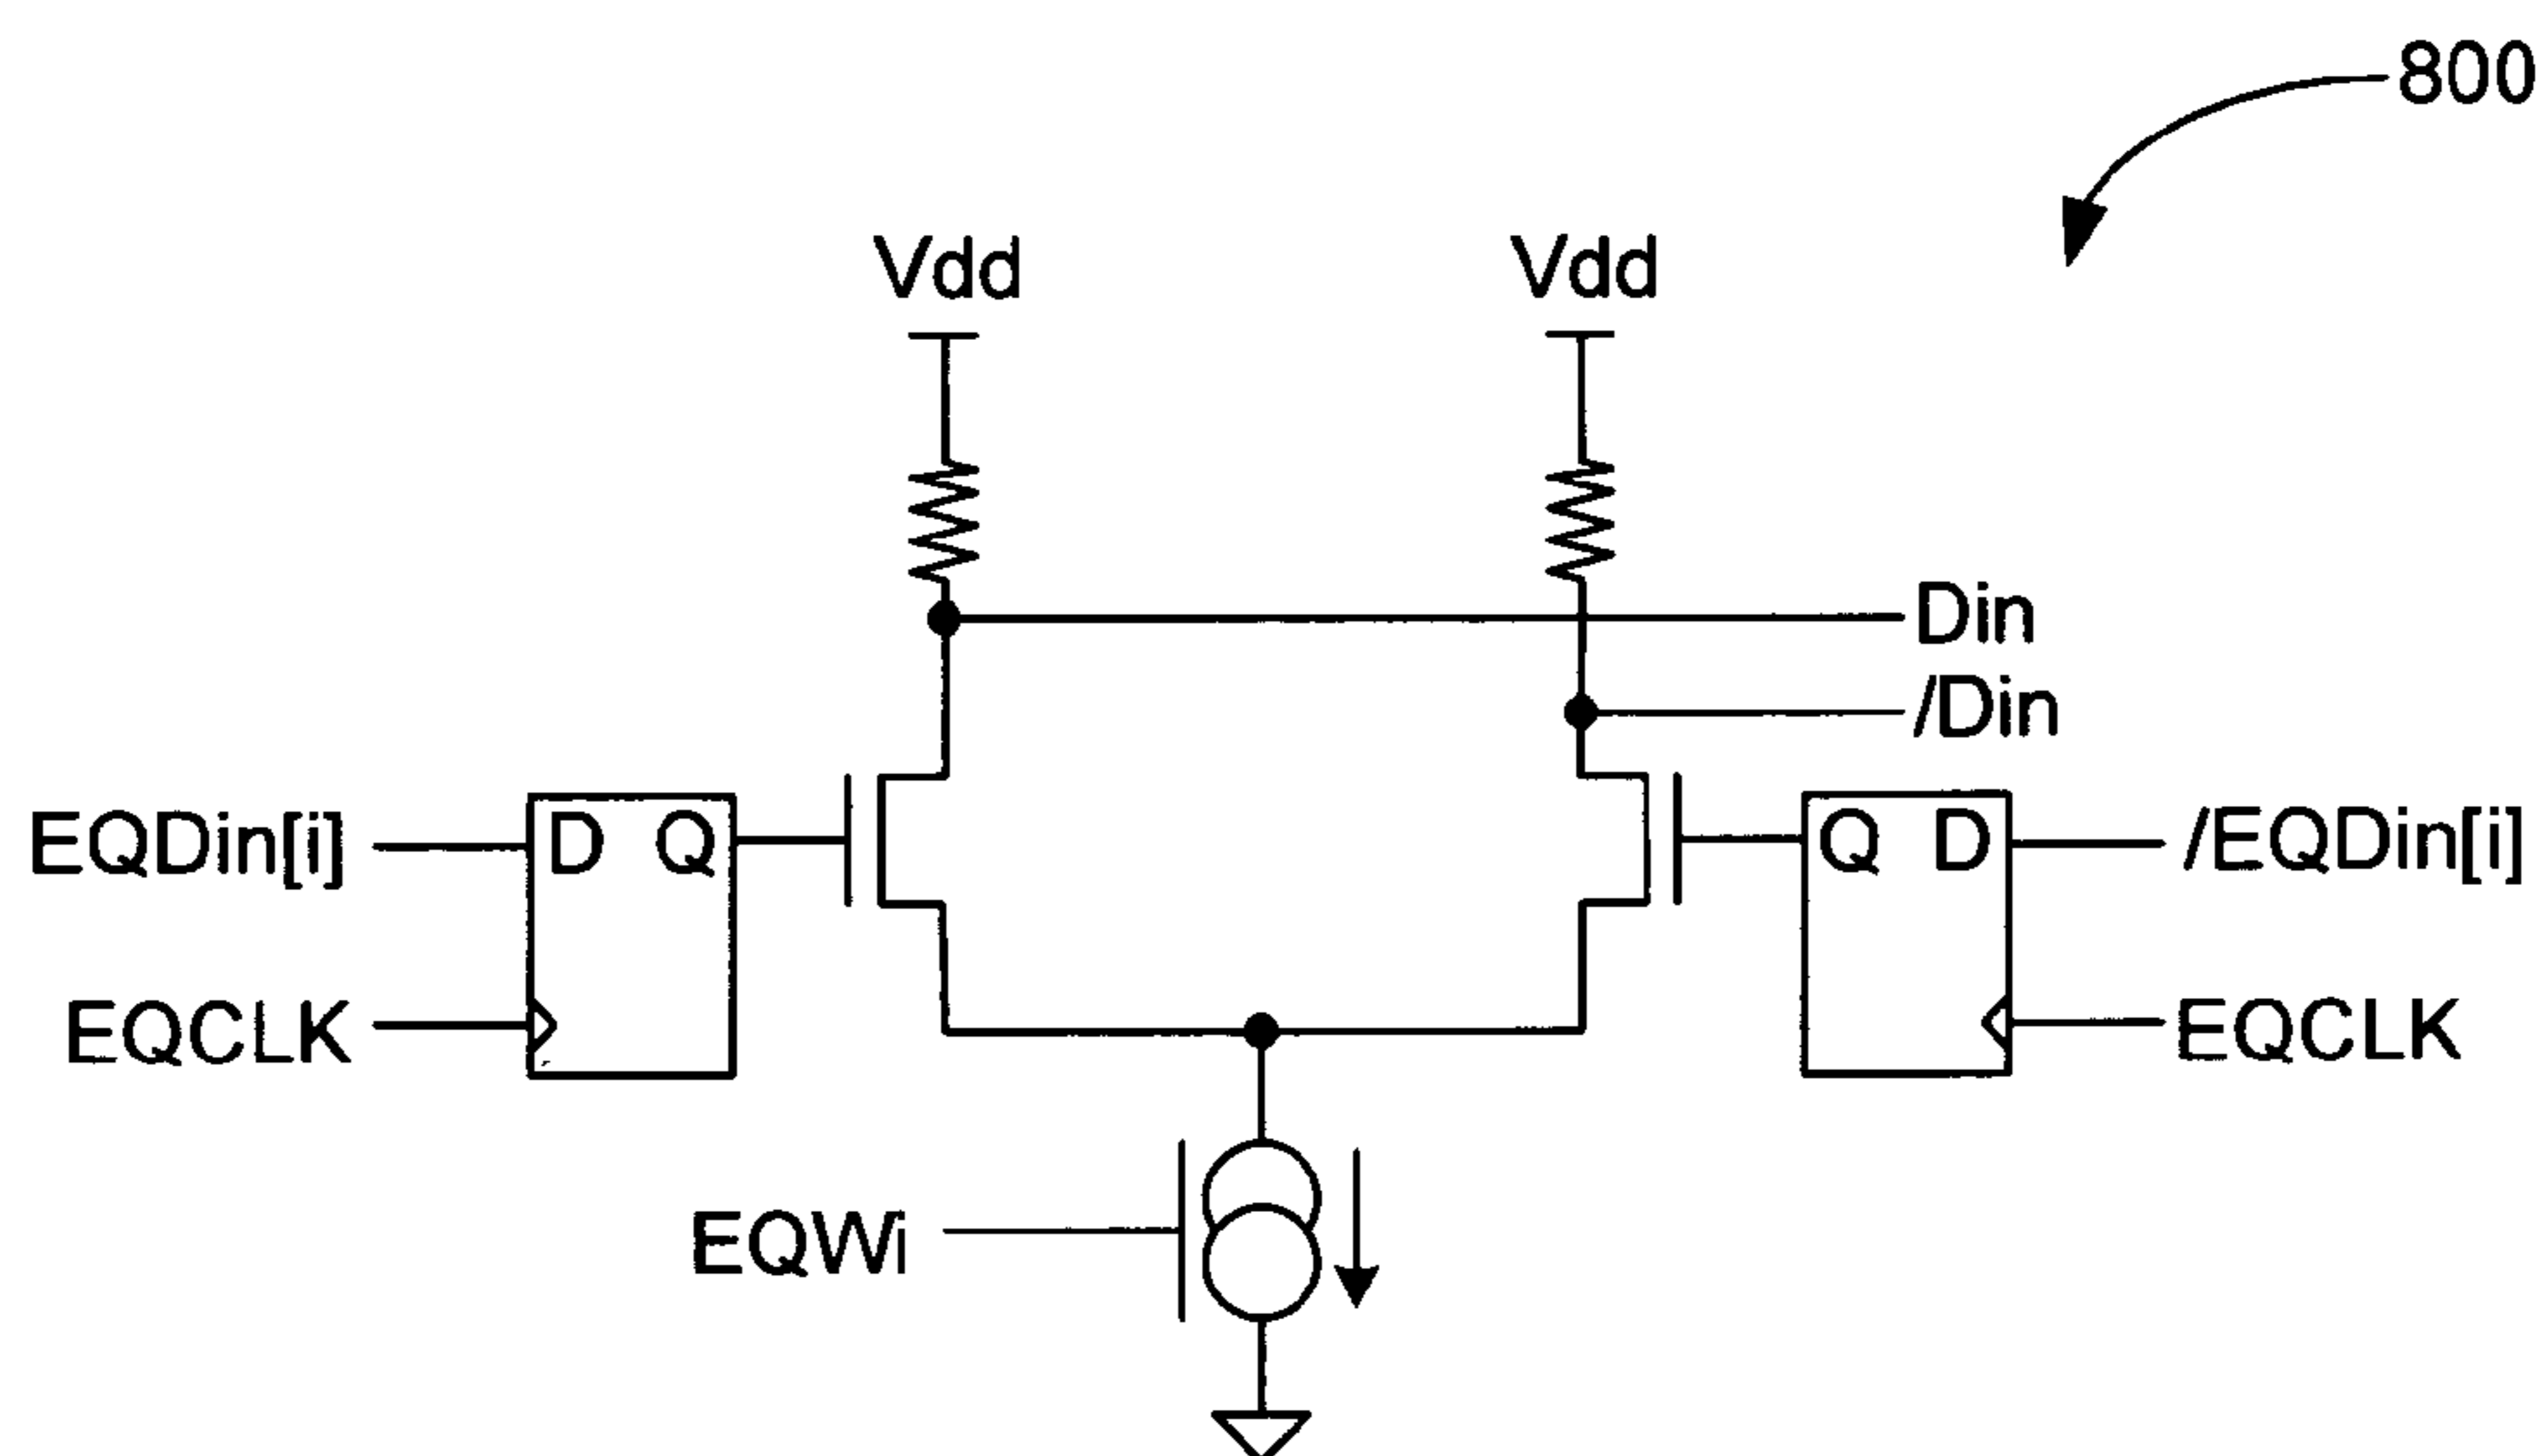 800
Vdd
Vdd
Din
/Din
EQDin[i]
D Q
Q D
/EQDin[i]
EQCLK
EQCLK
EQWi